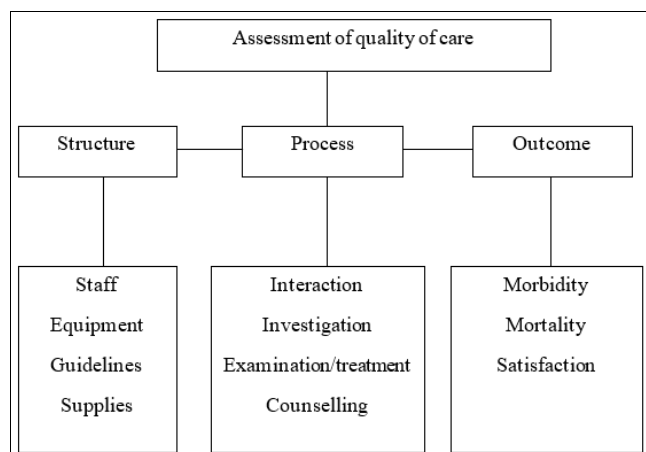 Assessment of quality of care
Structure
Process
Outcome
Staff
Equipment
Guidelines
Supplies
Interaction
Investigation
Examination/treatment
Counselling
Morbidity
Mortality
Satisfaction